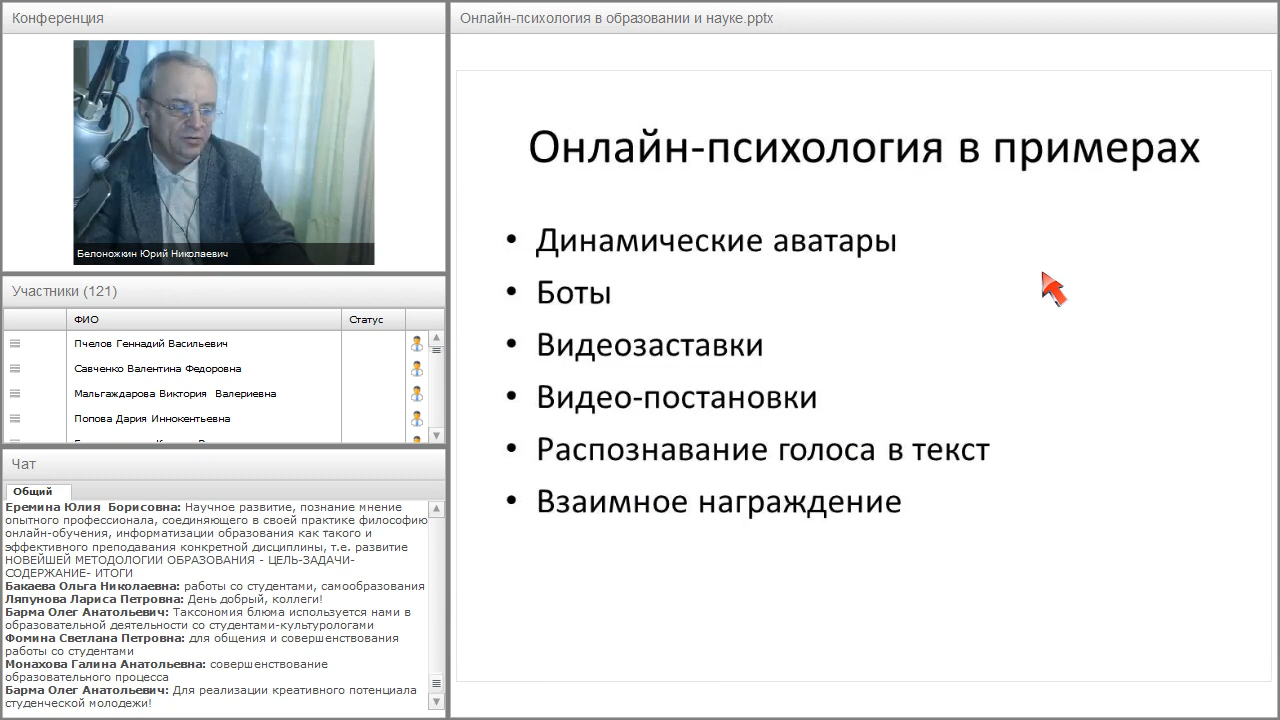 Конференция
Белоножкин Юрий Николаевич
Участники (121)
ФИО
Статус
Пчелов Геннадий Васильевич
Савченко Валентина Федоровна
Мальгаждарова Виктория Валериевна
Попова Дария Иннокентьевна
Чат
Общий
Еремина Юлия Борисовна: Научное развитие, познание мнение
опытного профессионала, соединяющего в своей практике философию
онлайн-обучения, информатизации образования как такого и
эффективного преподавания конкретной дисциплины, т.е. развитие
НОВЕЙШЕЙ МЕТОДОЛОГИИ ОБРАЗОВАНИЯ - ЦЕЛЬ-ЗАДАЧИ-
СОДЕРЖАНИЕ- ИТОГИ
Бакаева Ольга Николаевна: работы со студентами, самообразования
Ляпунова Лариса Петровна: День добрый, коллеги!
Барма Олег Анатольевич: Таксономия блюма используется нами в
образовательной деятельности со студентами-культурологами
Фомина Светлана Петровна: для общения и совершенствования
работы со студентами
Монахова Галина Анатольевна: совершенствование
образовательного процесса
Барма Олег Анатольевич: Для реализации креативного потенциала
студенческой молодежи!
Онлайн-психология в образовании и науке.pptx
Онлайн-психология в примерах
• Динамические аватары
• Боты
• Видеозаставки
• Видео-постановки
• Распознавание голоса в текст
• Взаимное награждение